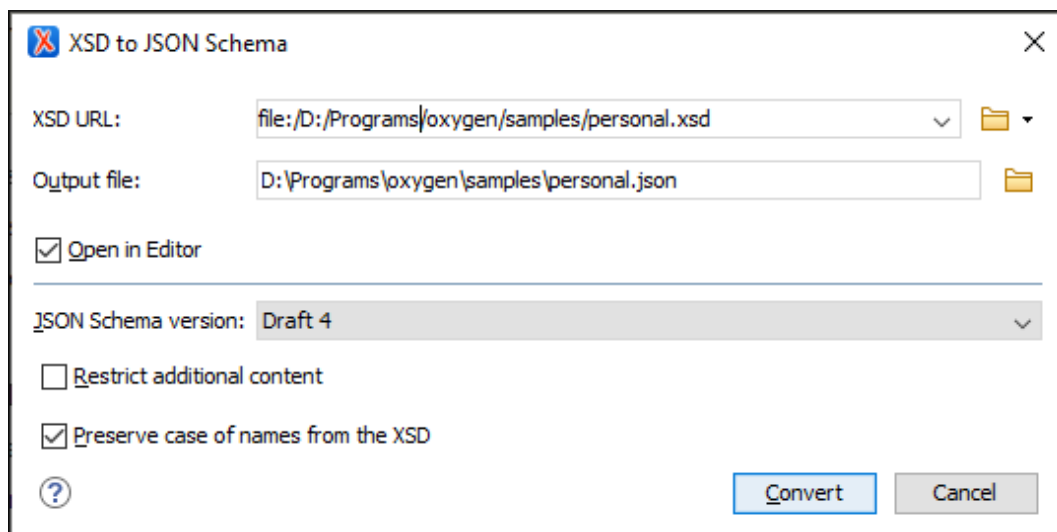 XSD to JSON Schema
XSD URL: file:/D:/Programs/oxygen/samples/personal.xsd
Output file: D:\Programs\oxygen\samples\personal.json
Open in Editor
JSON Schema version: Draft 4
Restrict additional content
Preserve case of names from the XSD
? Convert Cancel